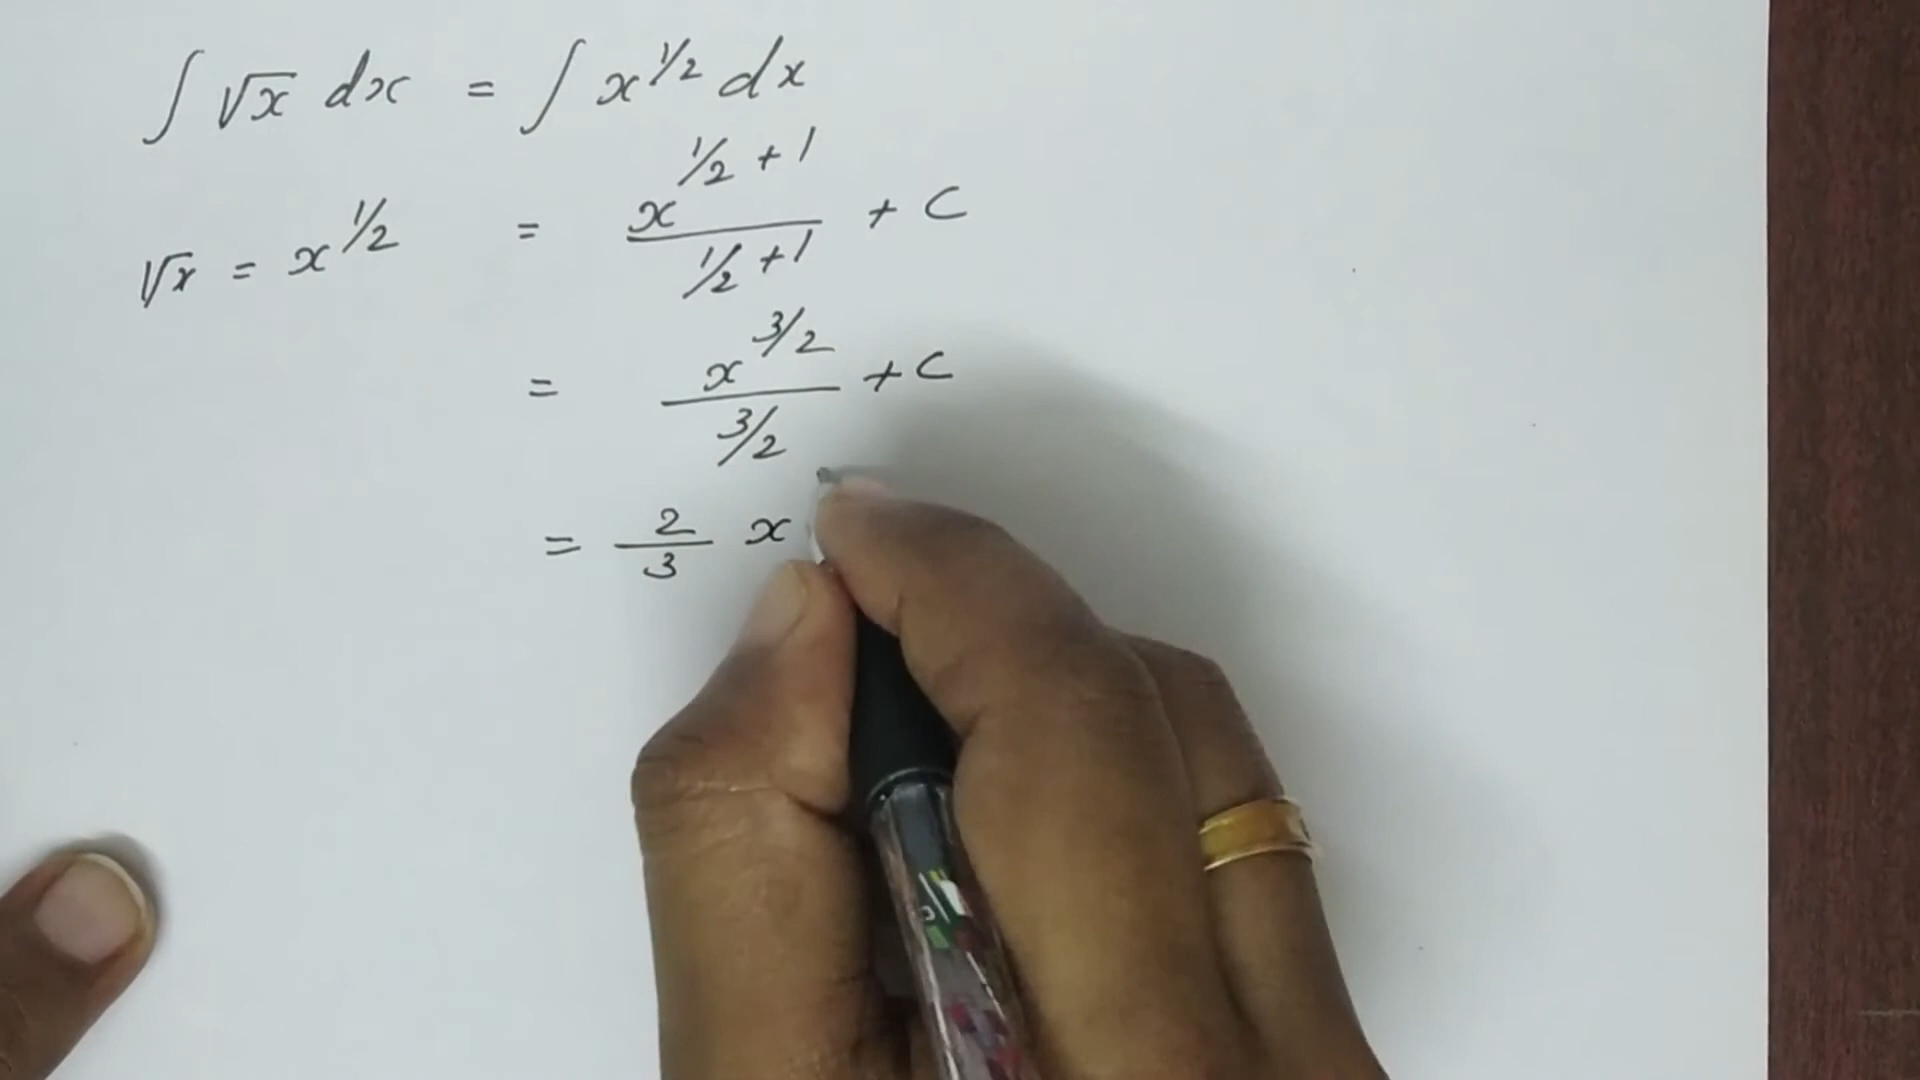 ∫ √x dx = ∫ x^1/2 dx
√x = x^1/2 = x^1/2 + 1 / 1/2 + 1 + C
= x^3/2 / 3/2 + C
= 2/3 x